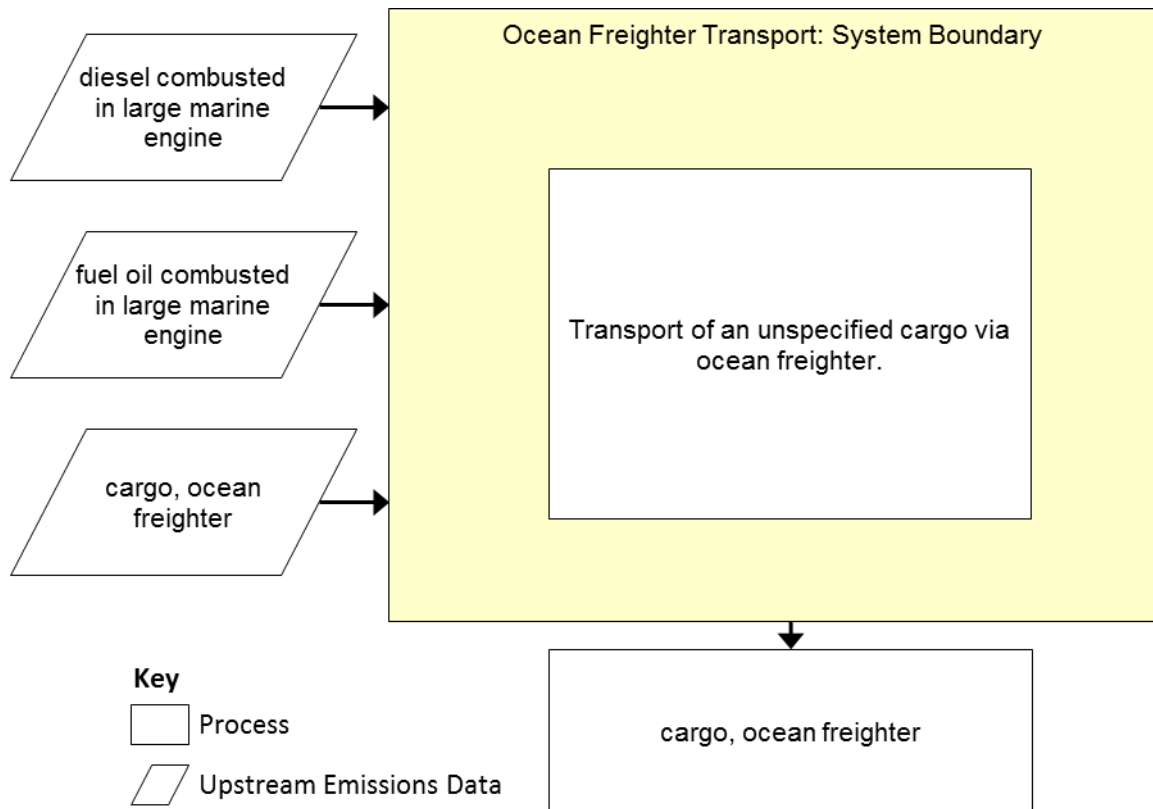 Ocean Freighter Transport: System Boundary
diesel combusted
in large marine
engine
fuel oil combusted
in large marine
engine
Transport of an unspecified cargo via
ocean freighter.
cargo, ocean
freighter
Key
Process
Upstream Emissions Data
cargo, ocean freighter